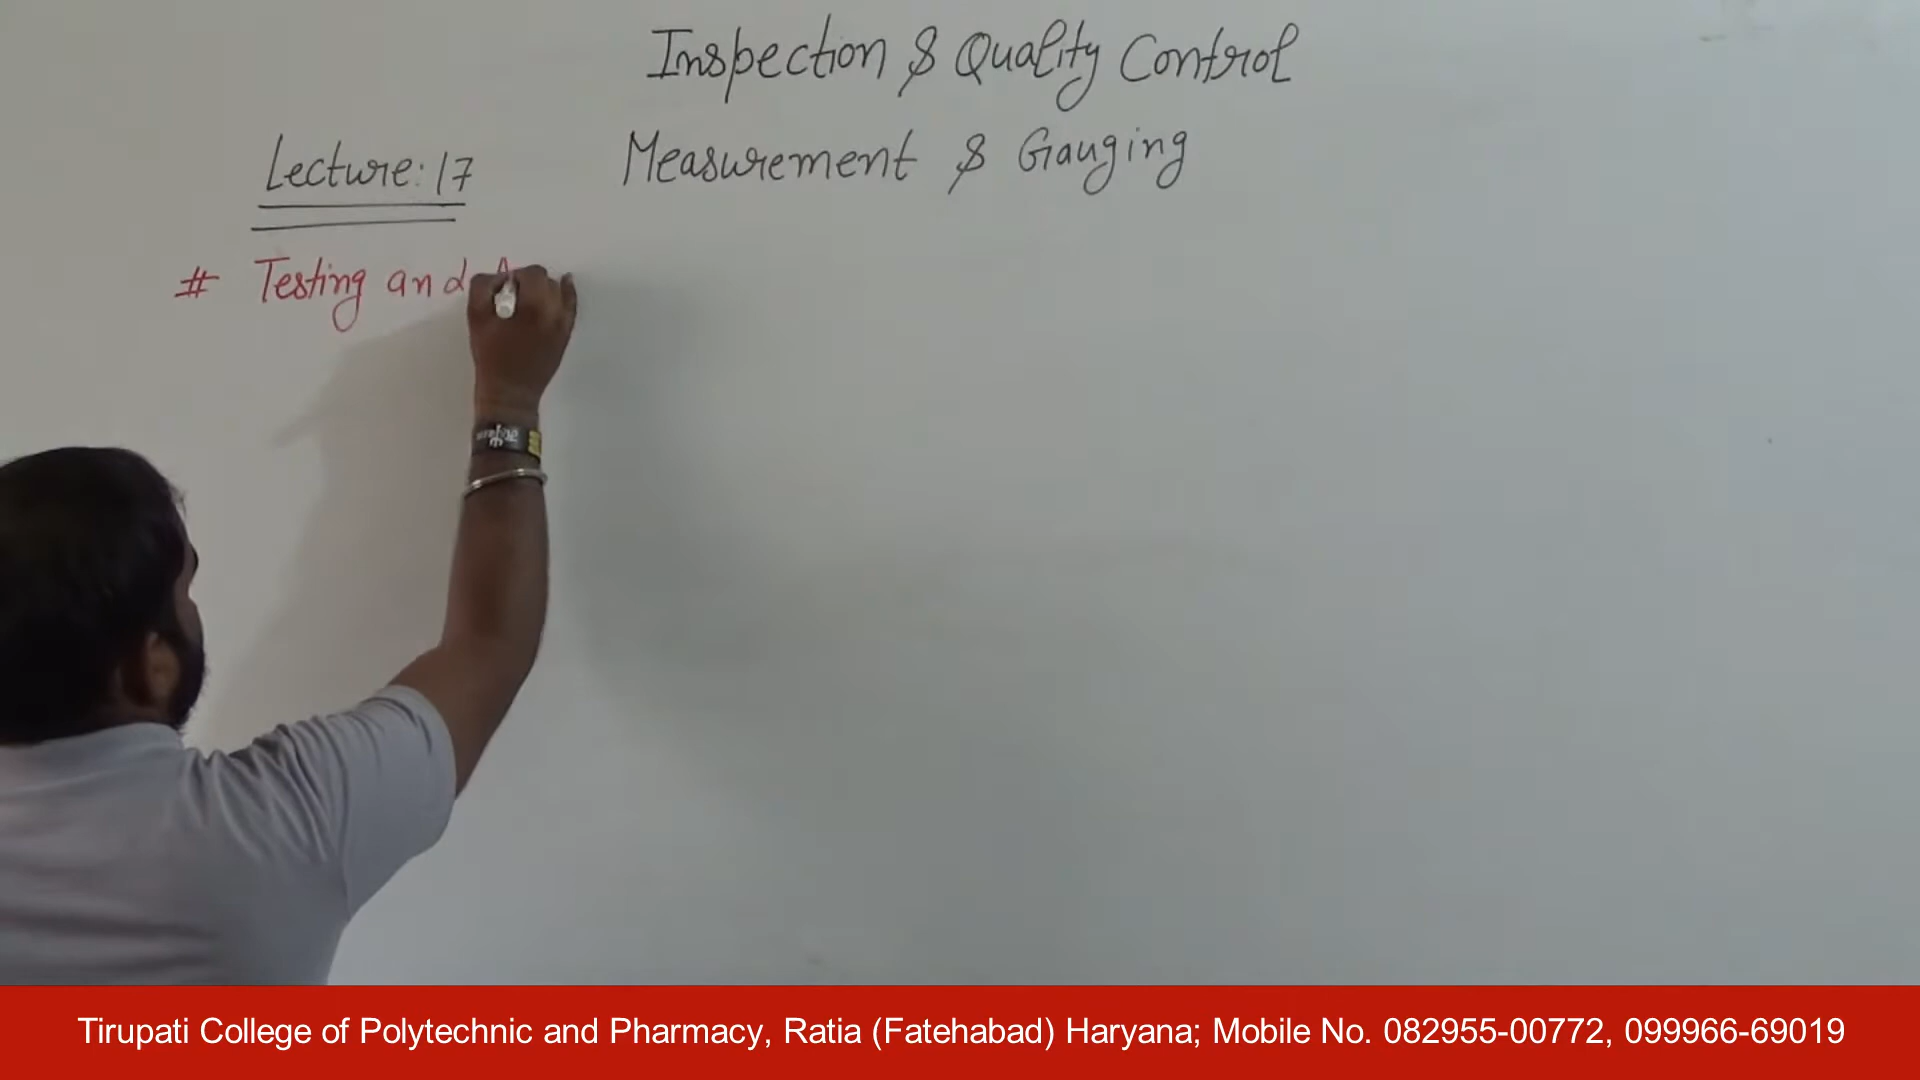 Inspection & Quality Control
Lecture: 17
Measurement & Gauging
# Testing and
Tirupati College of Polytechnic and Pharmacy, Ratia (Fatehabad) Haryana; Mobile No. 082955-00772, 099966-69019